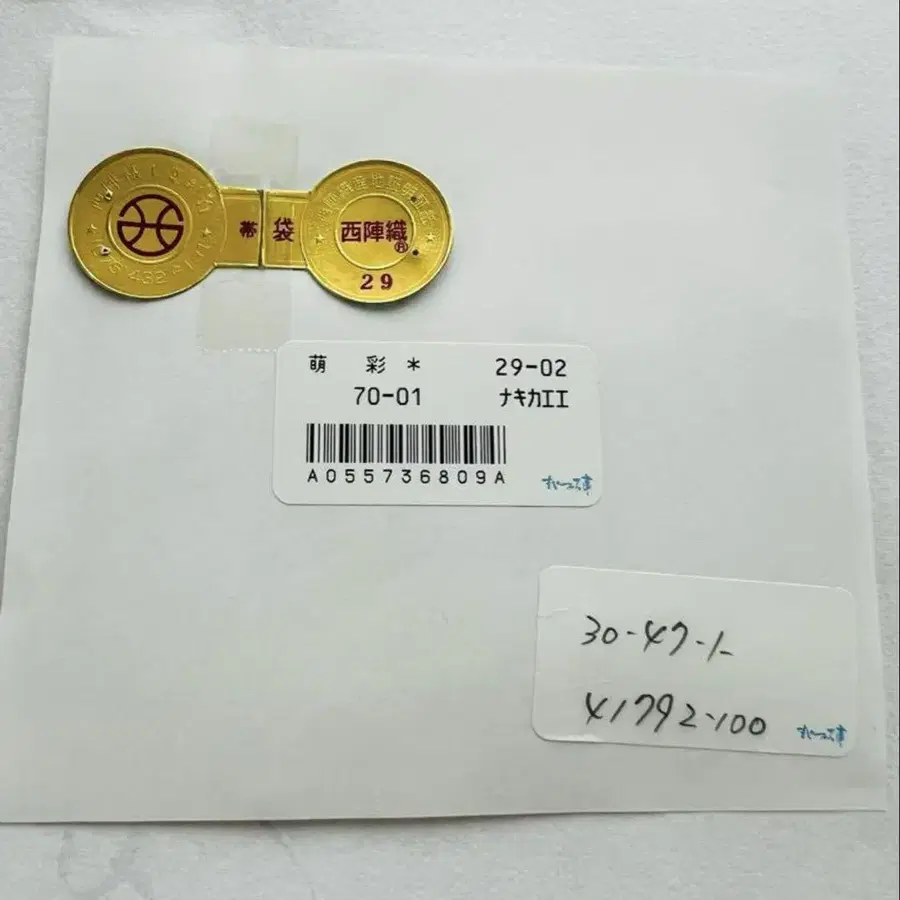 帯 袋
西陣織®
29
萌 彩 * 29-02
70-01 ナキカエエ
A055736809A
30-47-1-
41792-100